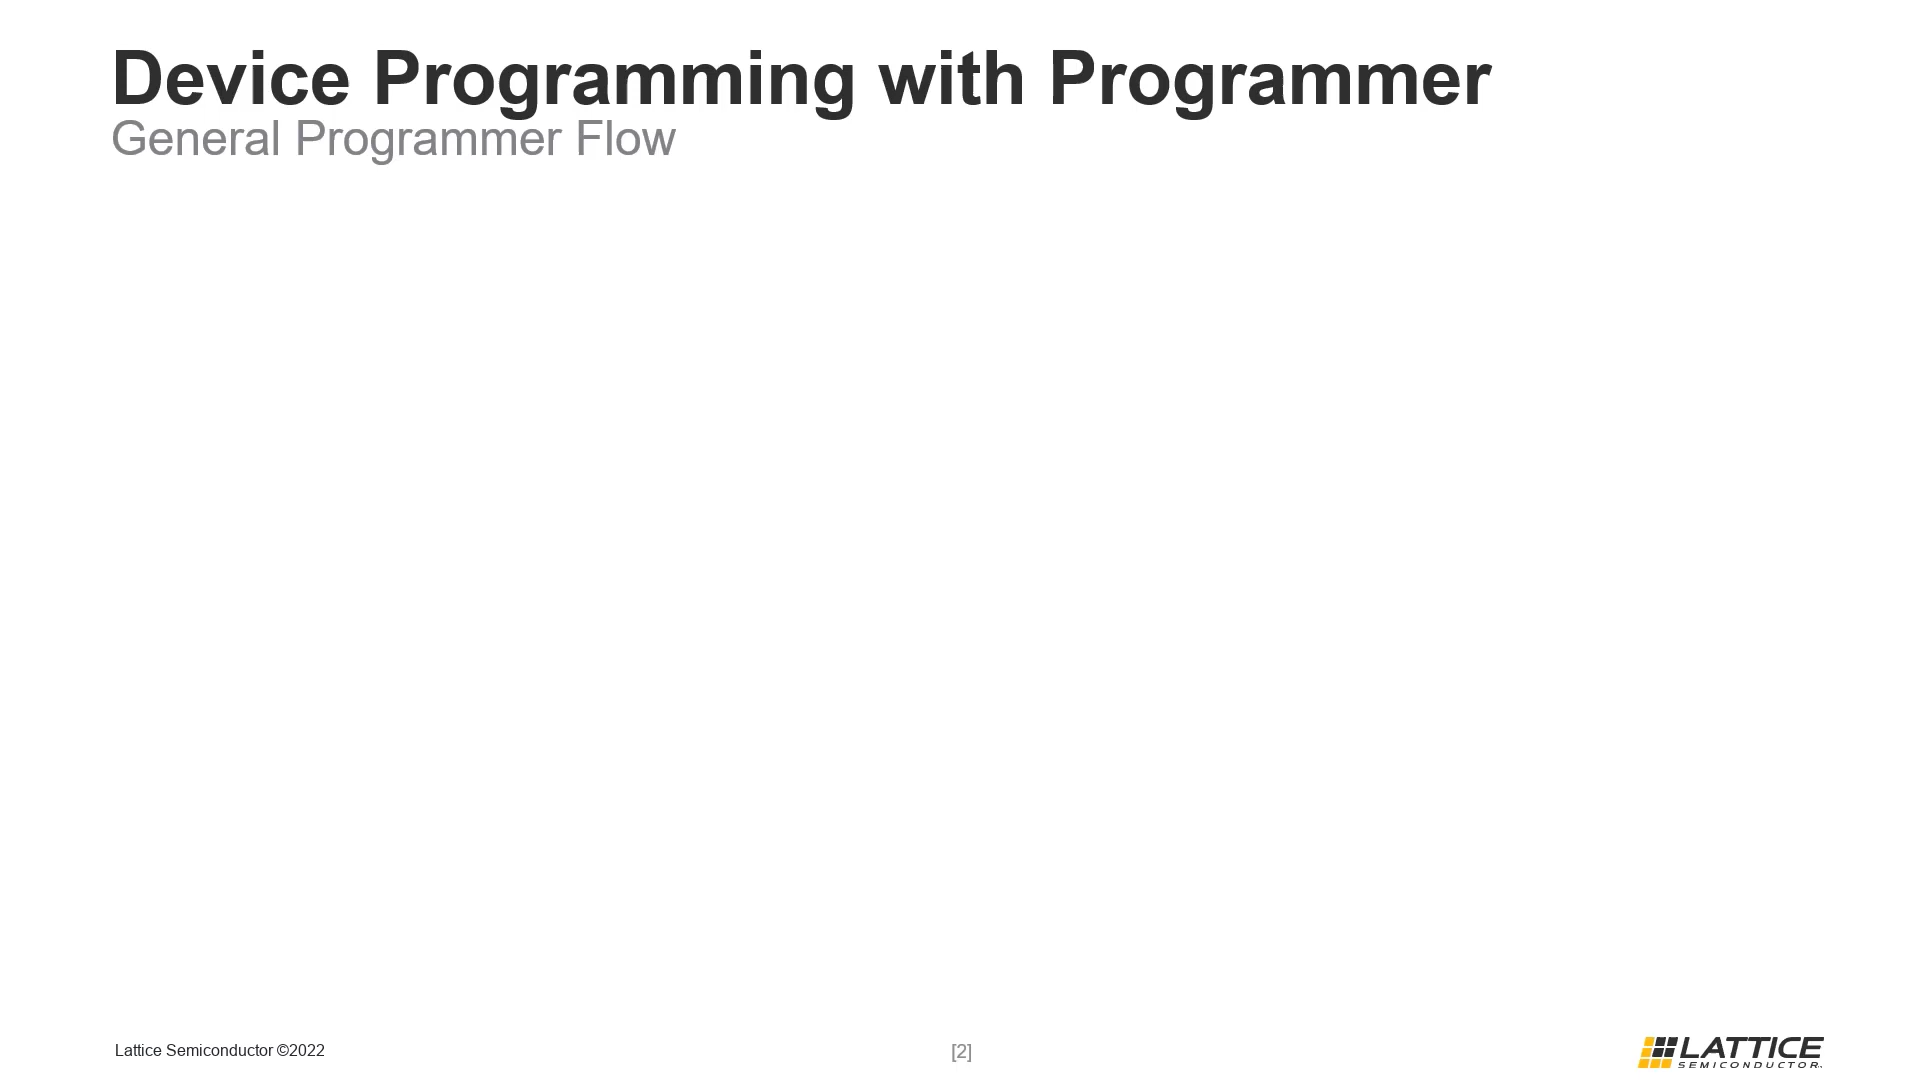 Device Programming with Programmer
General Programmer Flow
Lattice Semiconductor ©2022
[2]
LATTICE
SEMICONDUCTOR